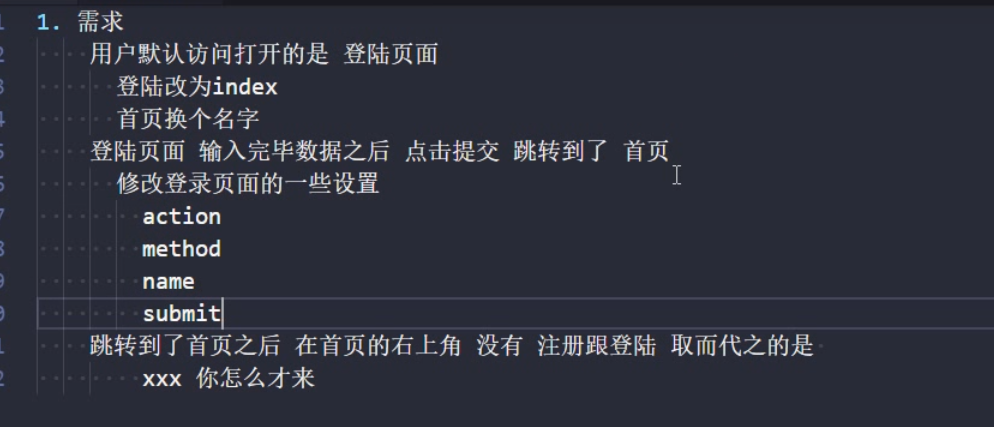 1. 需求
用户默认访问打开的是 登陆页面
登陆改为index
首页换个名字
登陆页面 输入完毕数据之后 点击提交 跳转到了 首页
修改登录页面的一些设置
action
method
name
submit
跳转到了首页之后 在首页的右上角 没有 注册跟登陆 取而代之的是
xxx 你怎么才来